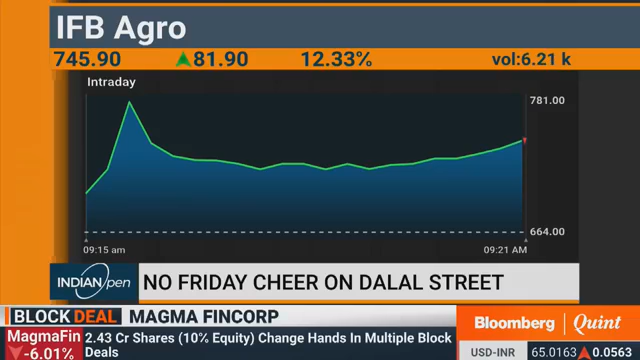 IFB Agro
745.90 81.90 12.33% vol:6.21 k
Intraday
781.00
664.00
09:15 am 09:21 AM
INDIAN open NO FRIDAY CHEER ON DALAL STREET
BLOCK DEAL MAGMA FINCORP
Bloomberg Quint
MagmaFin 2.43 Cr Shares (10% Equity) Change Hands In Multiple Block
-6.01% Deals
USD-INR 65.0163 0.0563